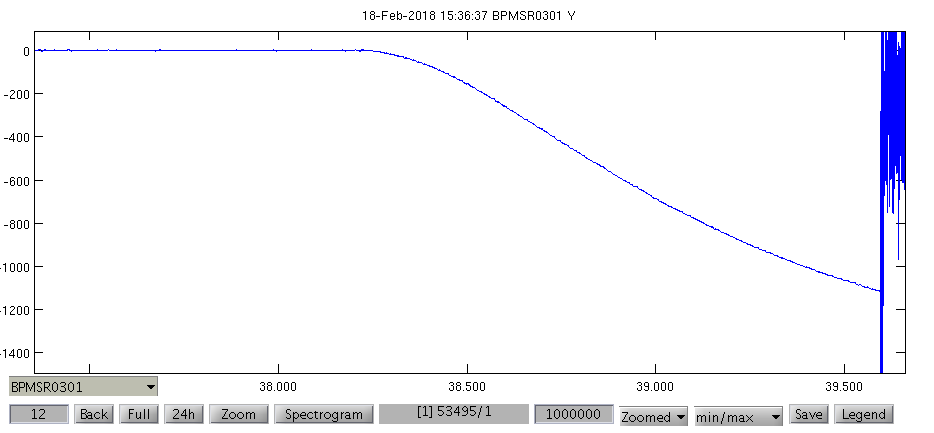 18-Feb-2018 15:36:37 BPMSR0301 Y
0
-200
-400
-600
-800
-1000
-1200
-1400
38.000 38.500 39.000 39.500
BPMSR0301
12 Back Full 24h Zoom Spectrogram [1] 53495/1 1000000 Zoomed min/max Save Legend